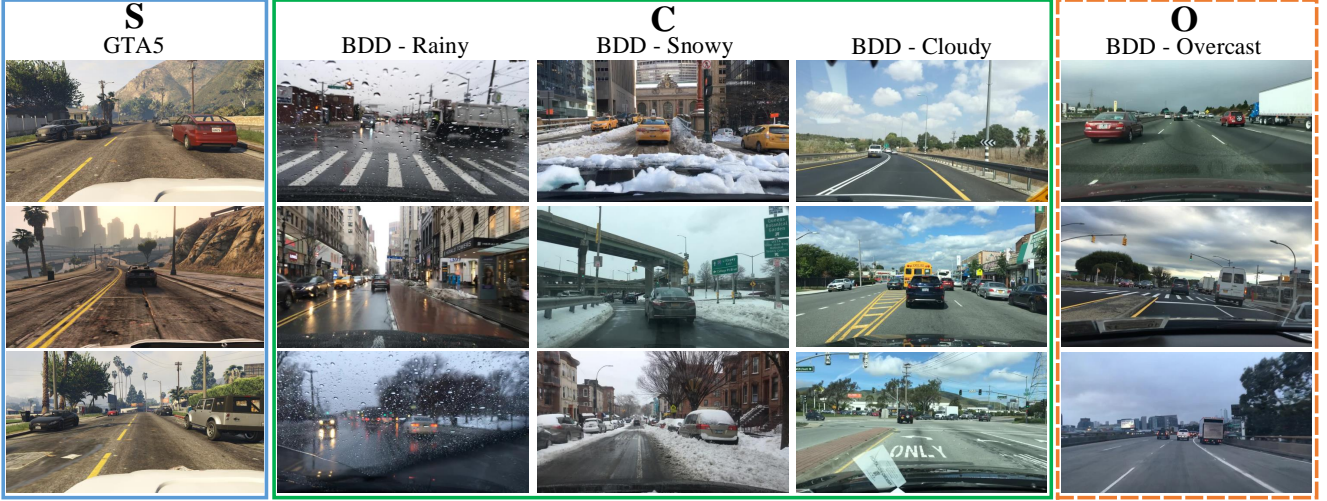 S
GTA5
C
BDD - Rainy
BDD - Snowy
BDD - Cloudy
O
BDD - Overcast
ONLY